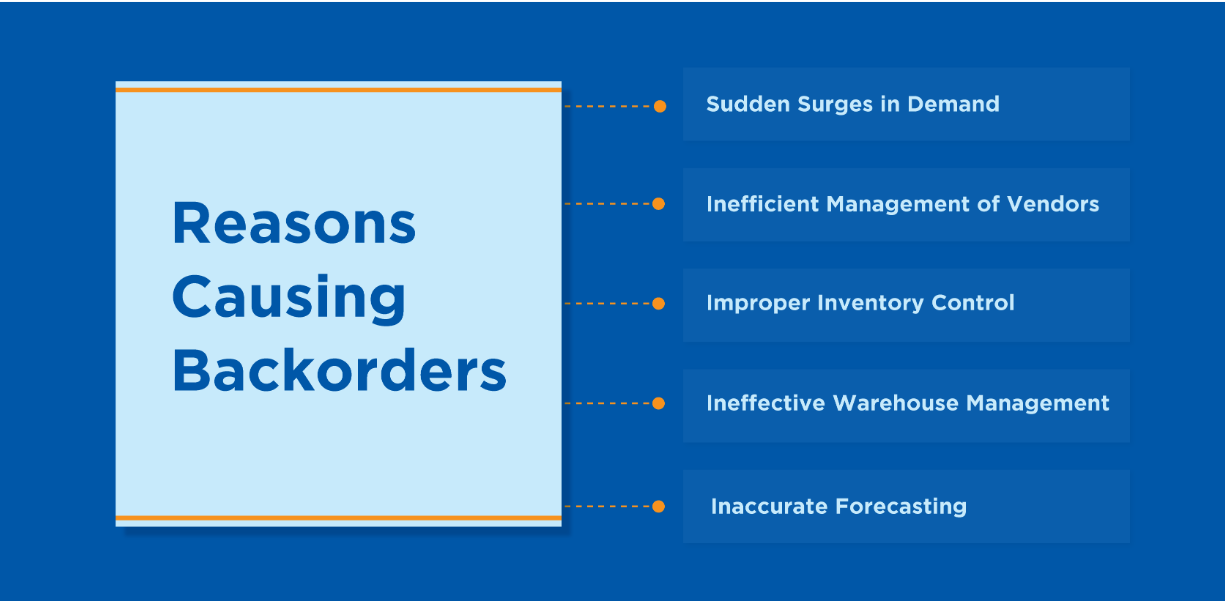 Reasons
Causing
Backorders
Sudden Surges in Demand
Inefficient Management of Vendors
Improper Inventory Control
Ineffective Warehouse Management
Inaccurate Forecasting